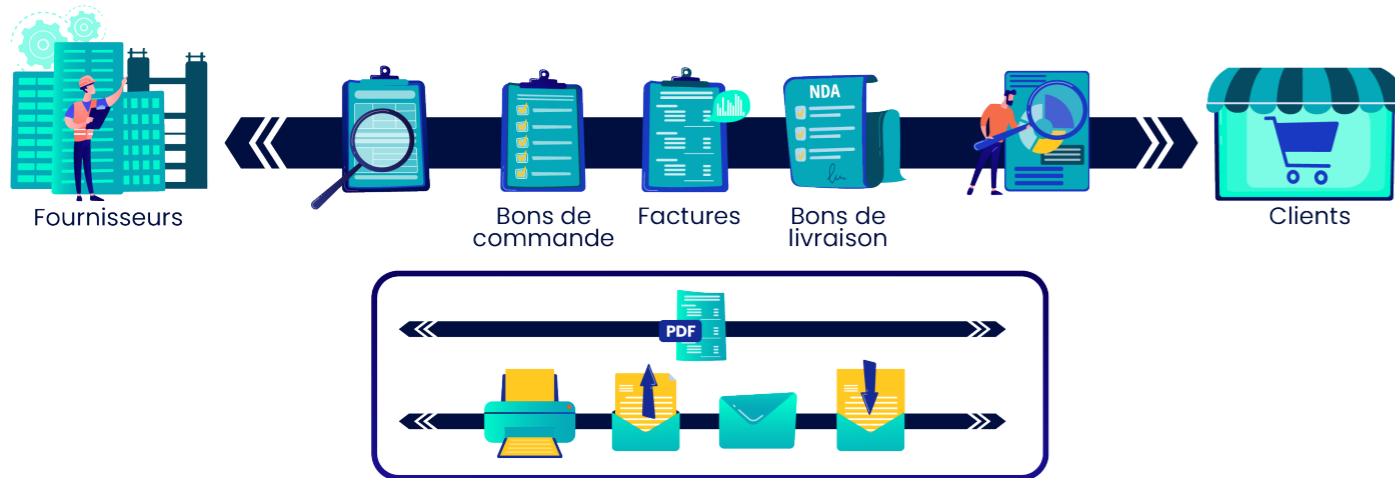 NDA
Fournisseurs
Bons de
commande
Factures
Bons de
livraison
Clients
PDF